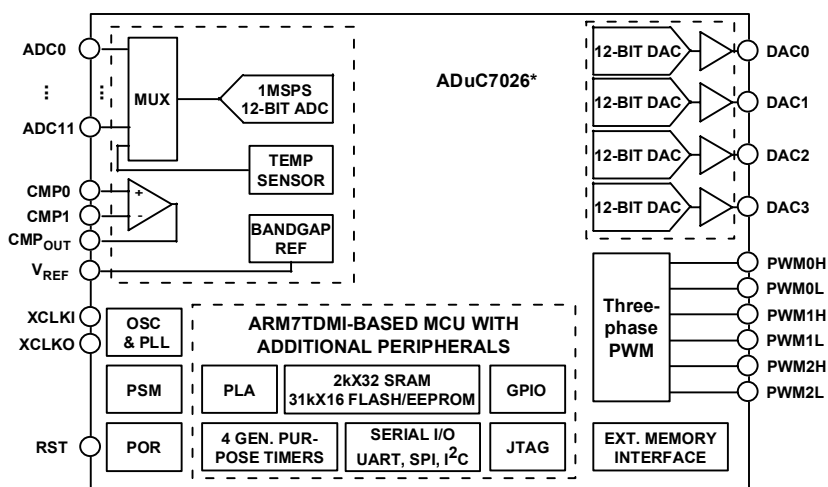 ADC0
... ...
ADC11
CMP0
CMP1
CMPOUT
VREF
XCLKI
XCLKO
RST
MUX
1MSPS
12-BIT ADC
TEMP
SENSOR
+
-
BANDGAP
REF
ADuC7026*
12-BIT DAC
12-BIT DAC
12-BIT DAC
12-BIT DAC
DAC0
DAC1
DAC2
DAC3
OSC
& PLL
PSM
POR
ARM7TDMI-BASED MCU WITH
ADDITIONAL PERIPHERALS
PLA
2kX32 SRAM
31kX16 FLASH/EEPROM
GPIO
4 GEN. PUR-
POSE TIMERS
SERIAL I/O
UART, SPI, I²C
JTAG
Three-
phase
PWM
PWM0H
PWM0L
PWM1H
PWM1L
PWM2H
PWM2L
EXT. MEMORY
INTERFACE